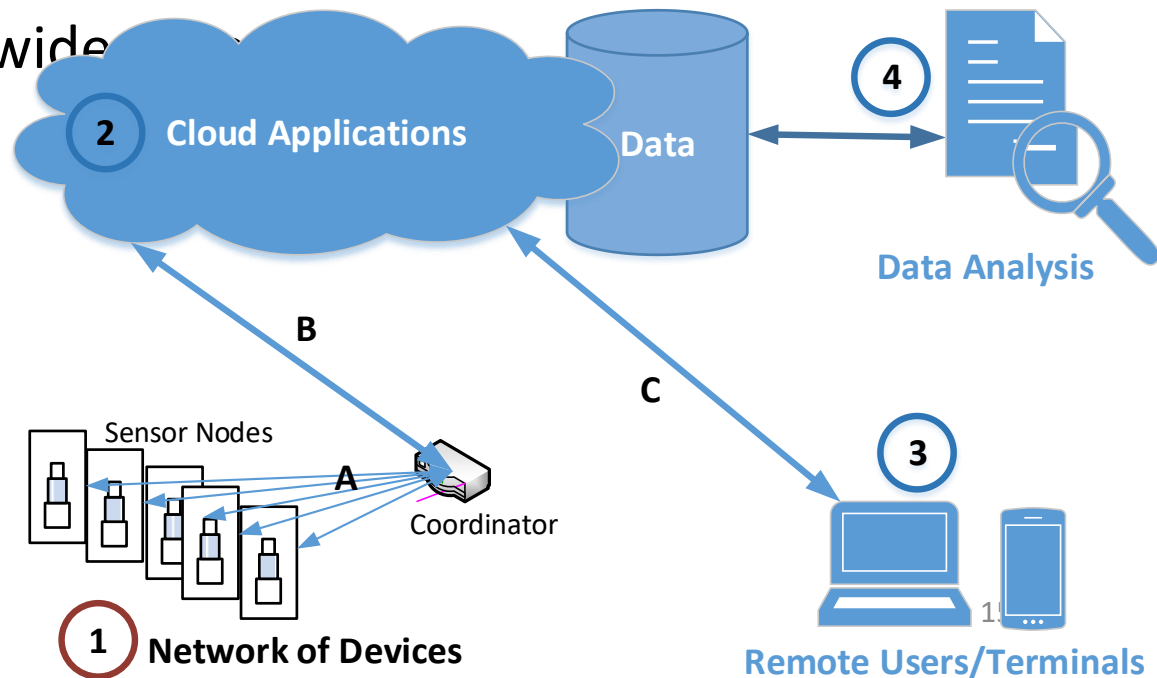 wide
2 Cloud Applications
Data
4
Data Analysis
B
C
Sensor Nodes
A
Coordinator
3
1 Network of Devices
Remote Users/Terminals